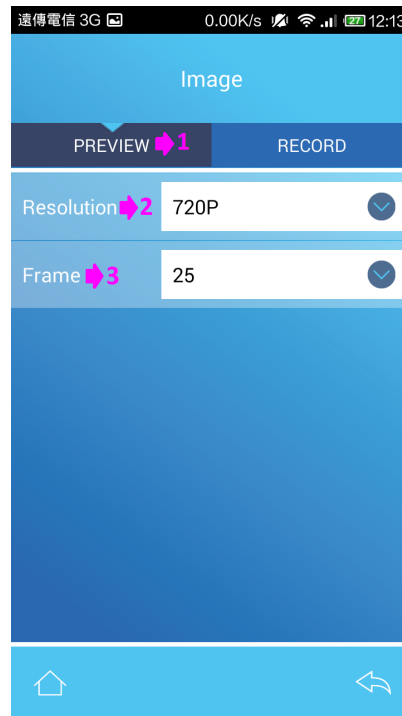 遠傳電信 3G 0.00K/s 27 12:13
Image
PREVIEW 1 RECORD
Resolution 2 720P
Frame 3 25